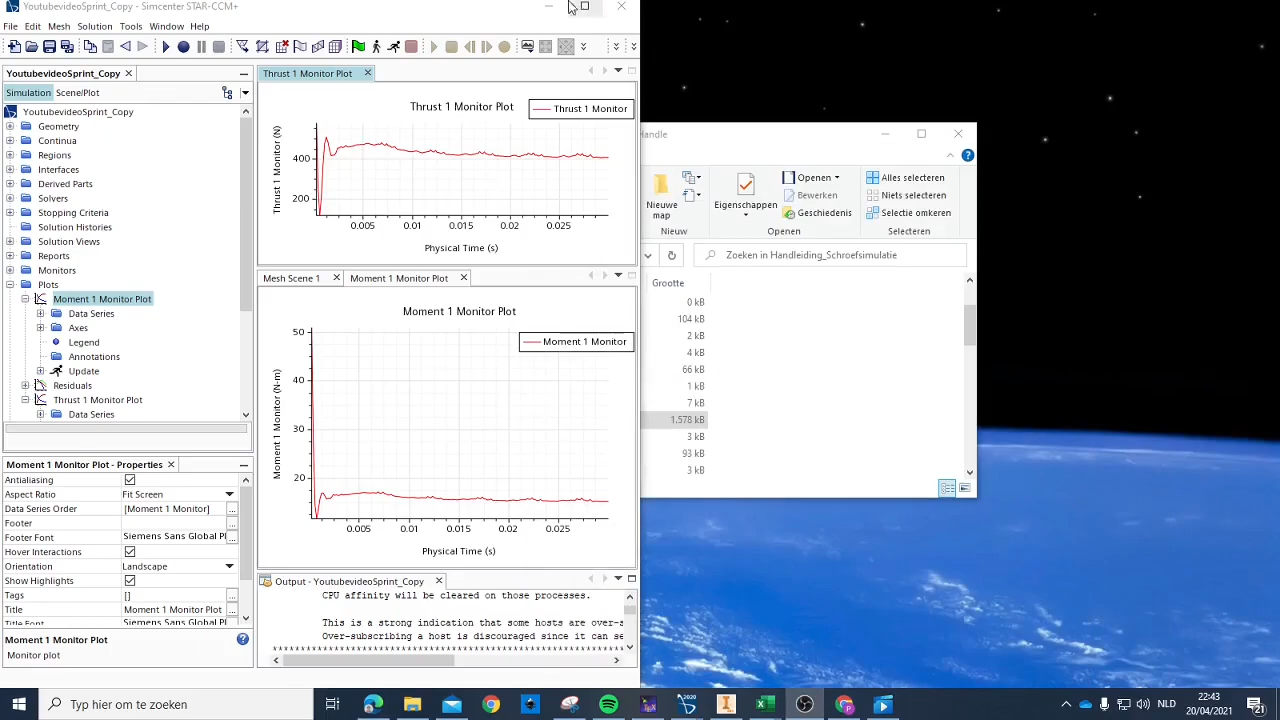 YoutubevideoSprint_Copy - Simcenter STAR-CCM+
File Edit Mesh Solution Tools Window Help
YoutubevideoSprint_Copy
Simulation Scene/Plot
YoutubevideoSprint_Copy
Geometry
Continua
Regions
Interfaces
Derived Parts
Solvers
Stopping Criteria
Solution Histories
Solution Views
Reports
Monitors
Plots
Moment 1 Monitor Plot
Data Series
Axes
Legend
Annotations
Update
Residuals
Thrust 1 Monitor Plot
Data Series
Moment 1 Monitor Plot - Properties
Antialiasing
Aspect Ratio Fit Screen
Data Series Order [Moment 1 Monitor]
Footer
Footer Font Siemens Sans Global Pl
Hover Interactions
Orientation Landscape
Show Highlights
Tags []
Title Moment 1 Monitor Plot
Title Font Siemens Sans Global Pl
Moment 1 Monitor Plot
Monitor plot
Thrust 1 Monitor Plot
Thrust 1 Monitor Plot
Thrust 1 Monitor
Thrust 1 Monitor (N)
400
200
0.005 0.01 0.015 0.02 0.025
Physical Time (s)
Mesh Scene 1 Moment 1 Monitor Plot
Moment 1 Monitor Plot
Moment 1 Monitor
Moment 1 Monitor (N-m)
50
40
30
20
0.005 0.01 0.015 0.02 0.025
Physical Time (s)
Output - YoutubevideoSprint_Copy
CPU affinity will be cleared on those processes.
This is a strong indication that some hosts are over-s
Over-subscribing a host is discouraged since it can se
Handle
Nieuwe map
Nieuw
Eigenschappen
Openen
Bewerken
Geschiedenis
Openen
Alles selecteren
Niets selecteren
Selectie omkeren
Selecteren
Zoeken in Handleiding_Schroefsimulatie
Grootte
0 kB
104 kB
2 kB
4 kB
66 kB
1 kB
7 kB
1.578 kB
3 kB
93 kB
3 kB
Typ hier om te zoeken
2020
NLD
22:43
20/04/2021
21